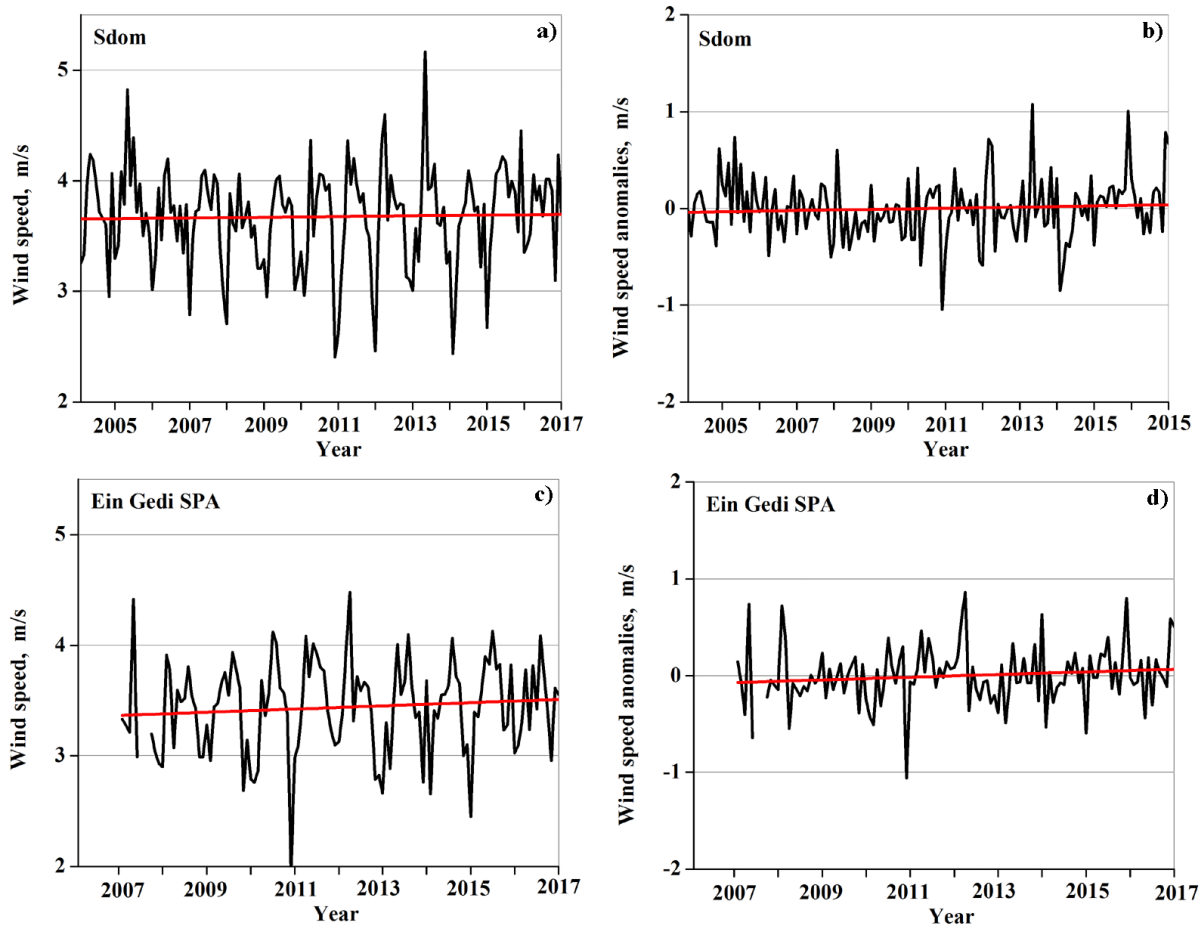 a)
Sdom
5
4
3
2
Wind speed, m/s
2005 2007 2009 2011 2013 2015 2017
Year
b)
Sdom
2
1
0
-1
-2
Wind speed anomalies, m/s
2005 2007 2009 2011 2013 2015 2015
Year
c)
Ein Gedi SPA
5
4
3
2
Wind speed, m/s
2007 2009 2011 2013 2015 2017
Year
d)
Ein Gedi SPA
2
1
0
-1
-2
Wind speed anomalies, m/s
2007 2009 2011 2013 2015 2017
Year